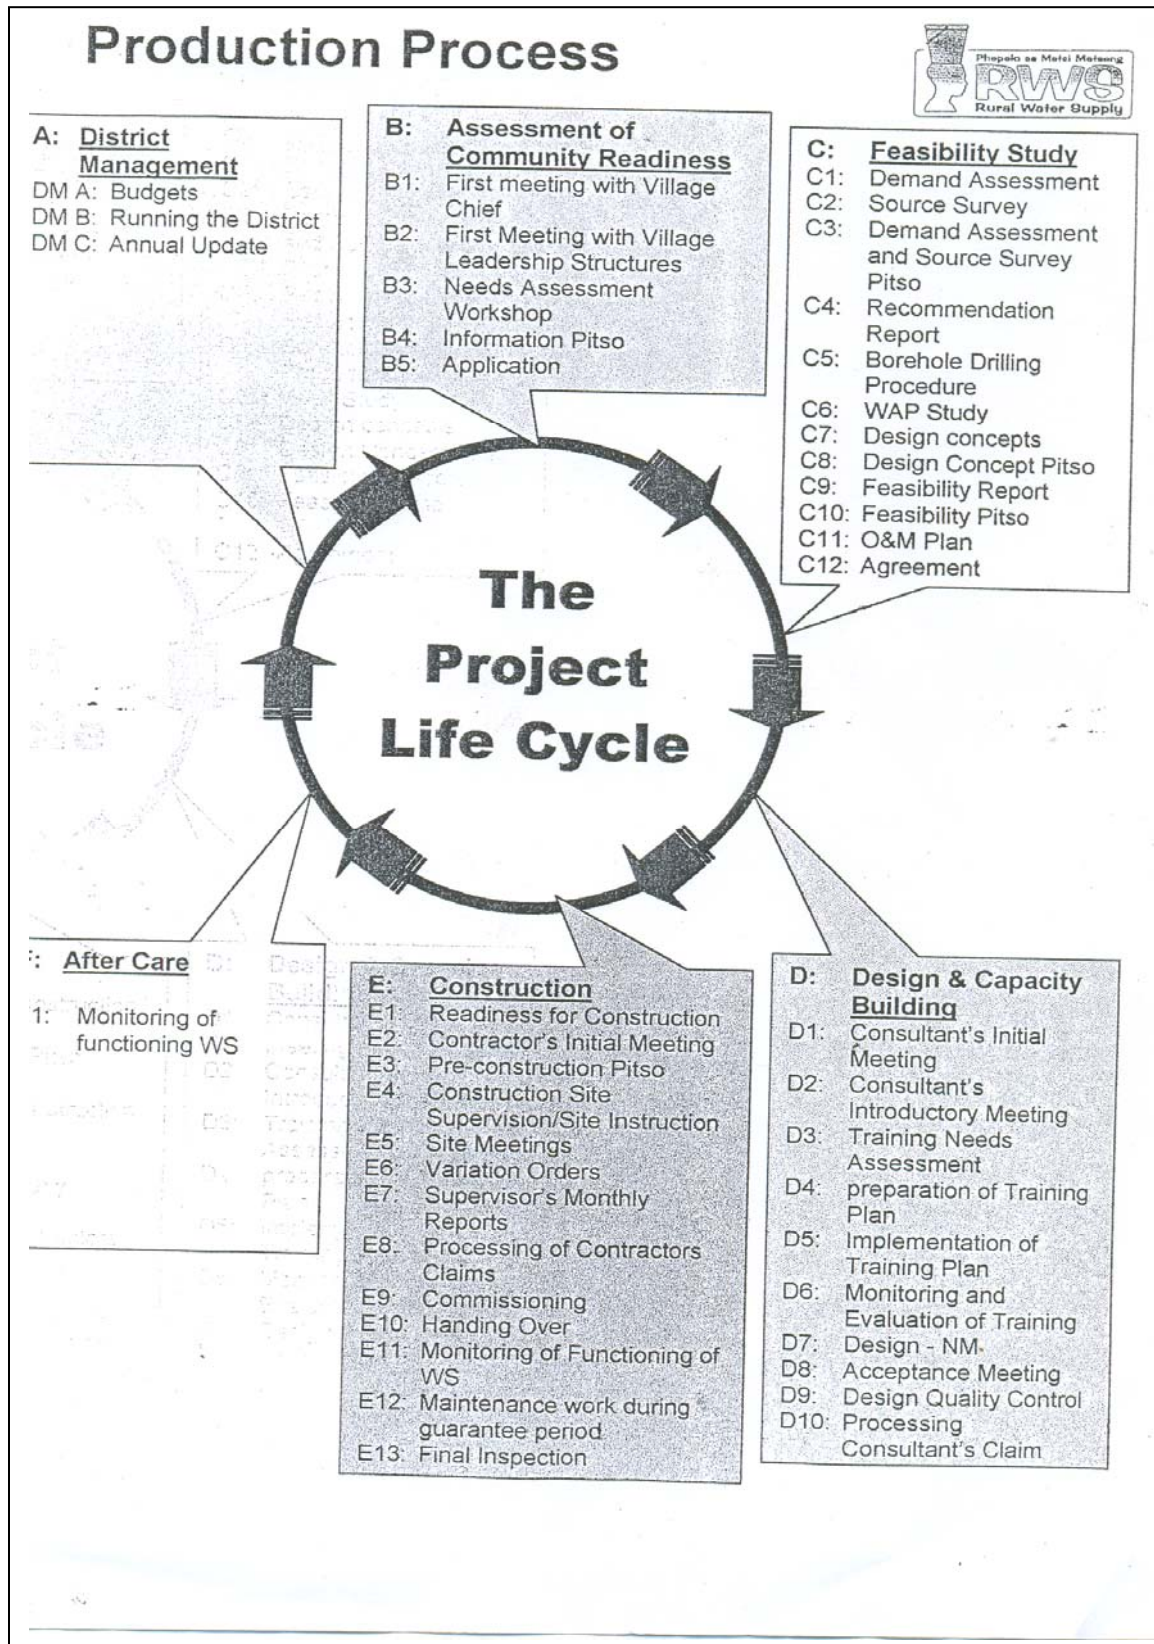 Production Process
Phepelo ea Metsi Metseng
RWS
Rural Water Supply
A: District
Management
DM A: Budgets
DM B: Running the District
DM C: Annual Update
B: Assessment of
Community Readiness
B1: First meeting with Village
Chief
B2: First Meeting with Village
Leadership Structures
B3: Needs Assessment
Workshop
B4: Information Pitso
B5: Application
C: Feasibility Study
C1: Demand Assessment
C2: Source Survey
C3: Demand Assessment
and Source Survey
Pitso
C4: Recommendation
Report
C5: Borehole Drilling
Procedure
C6: WAP Study
C7: Design concepts
C8: Design Concept Pitso
C9: Feasibility Report
C10: Feasibility Pitso
C11: O&M Plan
C12: Agreement
The
Project
Life Cycle
D: Design & Capacity
Building
D1: Consultant's Initial
Meeting
D2: Consultant's
Introductory Meeting
D3: Training Needs
Assessment
D4: preparation of Training
Plan
D5: Implementation of
Training Plan
D6: Monitoring and
Evaluation of Training
D7: Design - NM
D8: Acceptance Meeting
D9: Design Quality Control
D10: Processing
Consultant's Claim
E: Construction
E1: Readiness for Construction
E2: Contractor's Initial Meeting
E3: Pre-construction Pitso
E4: Construction Site
Supervision/Site Instruction
E5: Site Meetings
E6: Variation Orders
E7: Supervisor's Monthly
Reports
E8: Processing of Contractors
Claims
E9: Commissioning
E10: Handing Over
E11: Monitoring of Functioning of
WS
E12: Maintenance work during
guarantee period
E13: Final Inspection
: After Care
1: Monitoring of
functioning WS